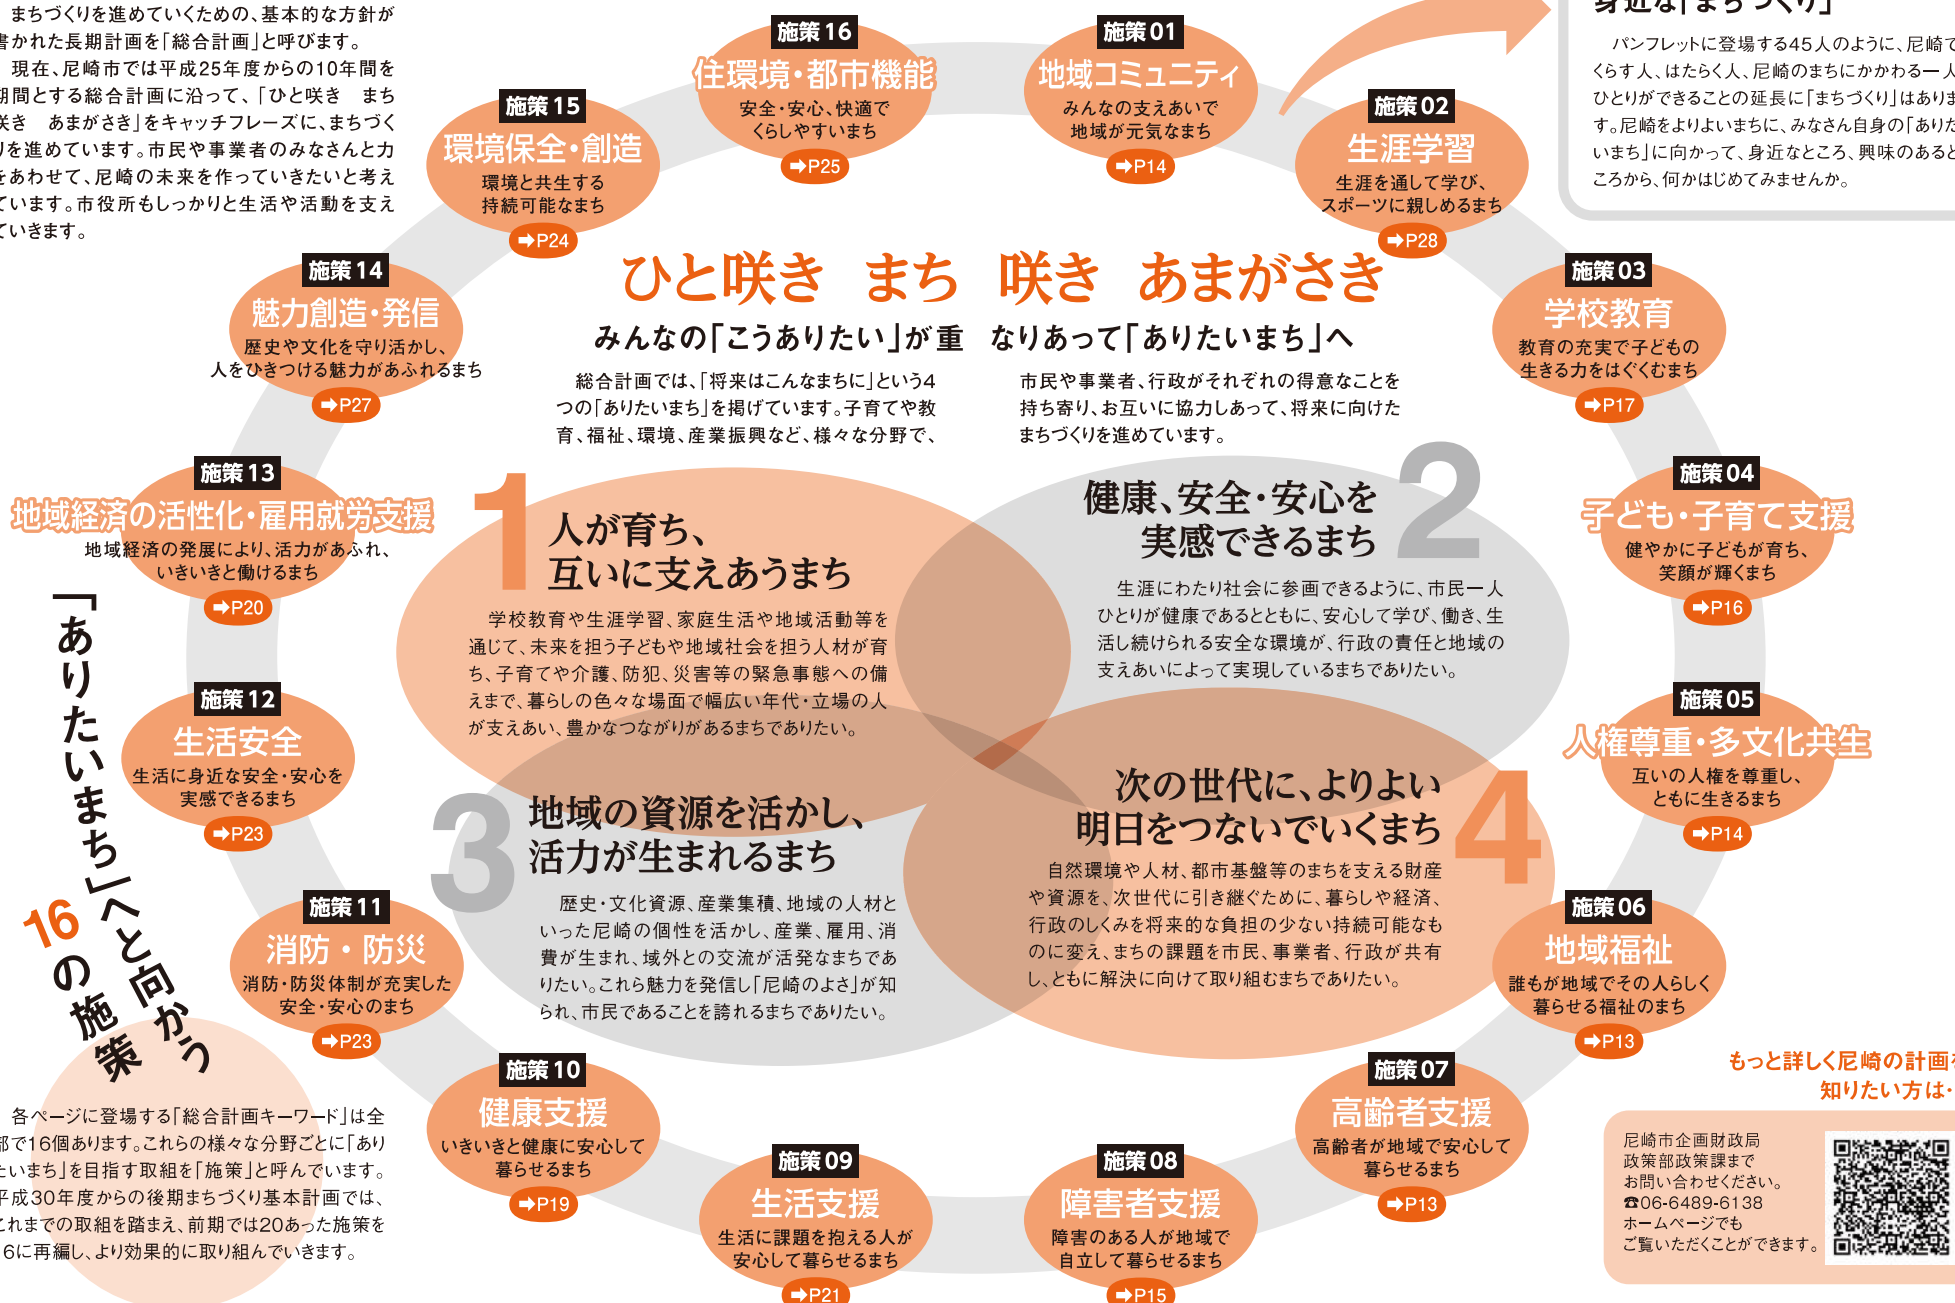 まちづくりを進めていくための、基本的な方針が
書かれた長期計画を「総合計画」と呼びます。
現在、尼崎市では平成25年度からの10年間を
期間とする総合計画に沿って、「ひと咲き　まち
咲き　あまがさき」をキャッチフレーズに、まちづく
りを進めています。市民や事業者のみなさんと力
をあわせて、尼崎の未来を作っていきたいと考え
ています。市役所もしっかりと生活や活動を支え
ていきます。
身近な「まちづくり」
パンフレットに登場する45人のように、尼崎で
くらす人、はたらく人、尼崎のまちにかかわる一人
ひとりができることの延長に「まちづくり」はありま
す。尼崎をよりよいまちに、みなさん自身の「ありた
いまち」に向かって、身近なところ、興味のあると
ころから、何かはじめてみませんか。
ひと咲き　まち　咲き　あまがさき
みんなの「こうありたい」が重　なりあって「ありたいまち」へ
総合計画では、「将来はこんなまちに」という4
つの「ありたいまち」を掲げています。子育てや教
育、福祉、環境、産業振興など、様々な分野で、
市民や事業者、行政がそれぞれの得意なことを
持ち寄り、お互いに協力しあって、将来に向けた
まちづくりを進めています。
1
人が育ち、
互いに支えあうまち
学校教育や生涯学習、家庭生活や地域活動等を
通じて、未来を担う子どもや地域社会を担う人材が育
ち、子育てや介護、防犯、災害等の緊急事態への備
えまで、暮らしの色々な場面で幅広い年代・立場の人
が支えあい、豊かなつながりがあるまちでありたい。
2
健康、安全・安心を
実感できるまち
生涯にわたり社会に参画できるように、市民一人
ひとりが健康であるとともに、安心して学び、働き、生
活し続けられる安全な環境が、行政の責任と地域の
支えあいによって実現しているまちでありたい。
3
地域の資源を活かし、
活力が生まれるまち
歴史・文化資源、産業集積、地域の人材と
いった尼崎の個性を活かし、産業、雇用、消
費が生まれ、域外との交流が活発なまちであ
りたい。これら魅力を発信し「尼崎のよさ」が知
られ、市民であることを誇れるまちでありたい。
4
次の世代に、よりよい
明日をつないでいくまち
自然環境や人材、都市基盤等のまちを支える財産
や資源を、次世代に引き継ぐために、暮らしや経済、
行政のしくみを将来的な負担の少ない持続可能なも
のに変え、まちの課題を市民、事業者、行政が共有
し、ともに解決に向けて取り組むまちでありたい。
施策01
地域コミュニティ
みんなの支えあいで
地域が元気なまち
➡P14
施策02
生涯学習
生涯を通して学び、
スポーツに親しめるまち
➡P28
施策03
学校教育
教育の充実で子どもの
生きる力をはぐくむまち
➡P17
施策04
子ども・子育て支援
健やかに子どもが育ち、
笑顔が輝くまち
➡P16
施策05
人権尊重・多文化共生
互いの人権を尊重し、
ともに生きるまち
➡P14
施策06
地域福祉
誰もが地域でその人らしく
暮らせる福祉のまち
➡P13
施策07
高齢者支援
高齢者が地域で安心して
暮らせるまち
➡P13
施策08
障害者支援
障害のある人が地域で
自立して暮らせるまち
➡P15
施策09
生活支援
生活に課題を抱える人が
安心して暮らせるまち
➡P21
施策10
健康支援
いきいきと健康に安心して
暮らせるまち
➡P19
施策11
消防・防災
消防・防災体制が充実した
安全・安心のまち
➡P23
施策12
生活安全
生活に身近な安全・安心を
実感できるまち
➡P23
施策13
地域経済の活性化・雇用就労支援
地域経済の発展により、活力があふれ、
いきいきと働けるまち
➡P20
施策14
魅力創造・発信
歴史や文化を守り活かし、
人をひきつける魅力があふれるまち
➡P27
施策15
環境保全・創造
環境と共生する
持続可能なまち
➡P24
施策16
住環境・都市機能
安全・安心、快適で
くらしやすいまち
➡P25
「ありたいまち」へと向かう
16の施策
各ページに登場する「総合計画キーワード」は全
部で16個あります。これらの様々な分野ごとに「あり
たいまち」を目指す取組を「施策」と呼んでいます。
平成30年度からの後期まちづくり基本計画では、
これまでの取組を踏まえ、前期では20あった施策を
16に再編し、より効果的に取り組んでいきます。
もっと詳しく尼崎の計画を
知りたい方は・
尼崎市企画財政局
政策部政策課まで
お問い合わせください。
☎06-6489-6138
ホームページでも
ご覧いただくことができます。